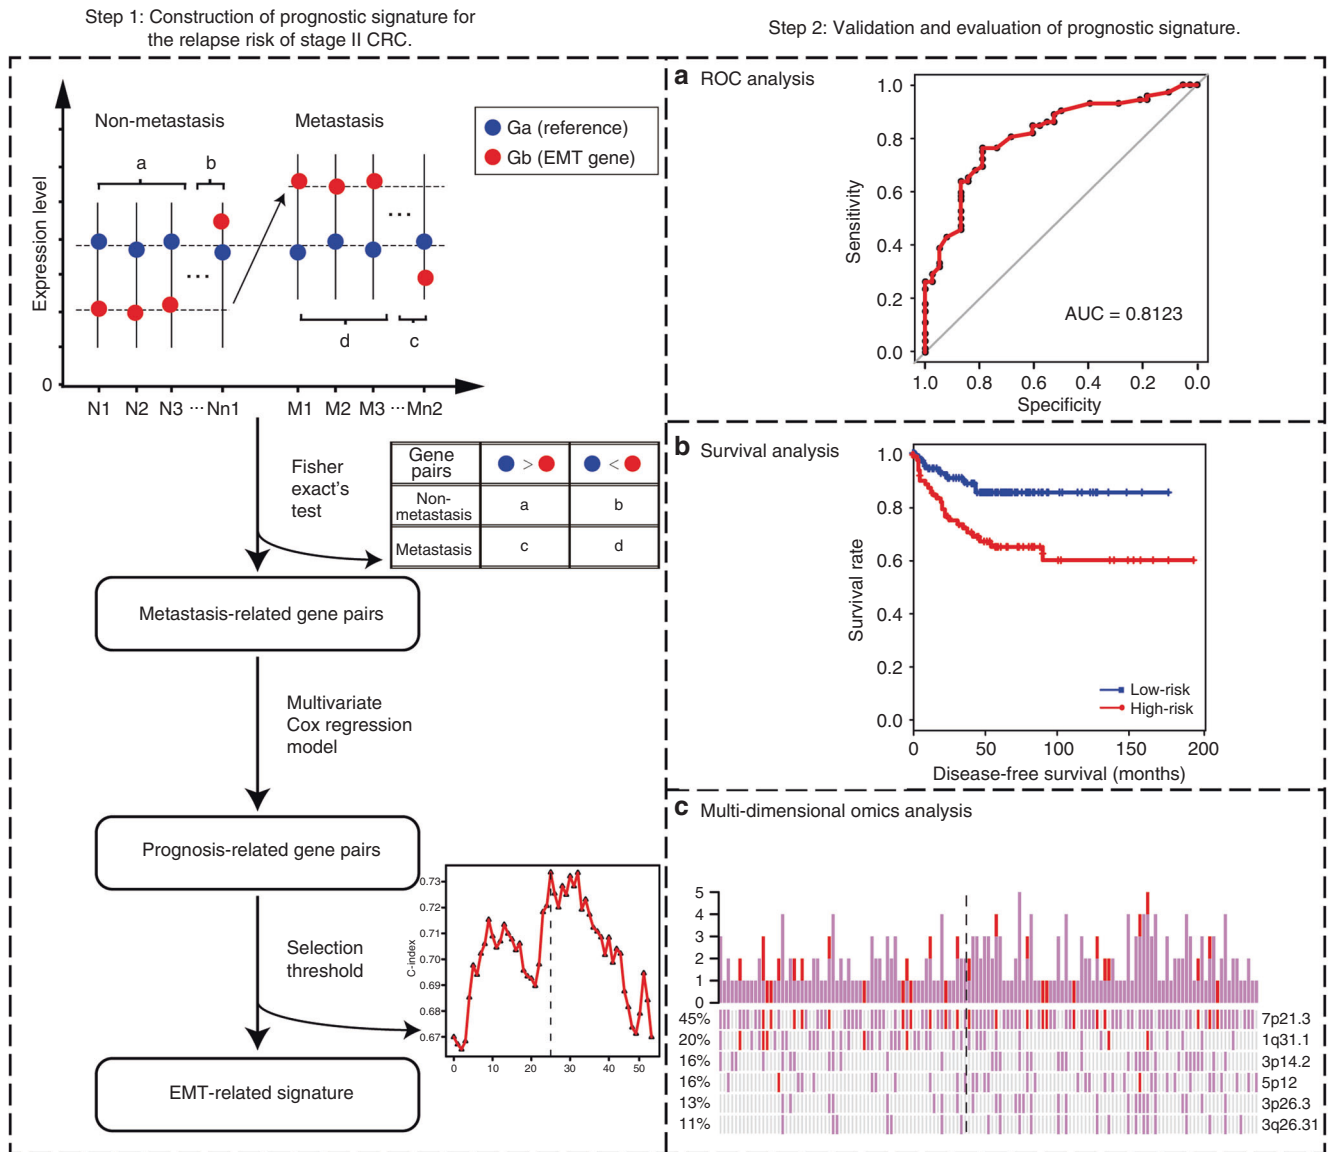 Step 1: Construction of prognostic signature for
the relapse risk of stage II CRC.
Step 2: Validation and evaluation of prognostic signature.
Expression level
0
Non-metastasis
Metastasis
a
b
d
c
Ga (reference)
Gb (EMT gene)
N1 N2 N3 ··· Nn1 M1 M2 M3 ··· Mn2
Fisher
exact's
test
Gene
pairs
>
<
Non-
metastasis
a
b
Metastasis
c
d
Metastasis-related gene pairs
Multivariate
Cox regression
model
Prognosis-related gene pairs
Selection
threshold
C-index
0.73
0.72
0.71
0.70
0.69
0.68
0.67
0 10 20 30 40 50
EMT-related signature
a ROC analysis
Sensitivity
1.0
0.8
0.6
0.4
0.2
0.0
AUC = 0.8123
1.0 0.8 0.6 0.4 0.2 0.0
Specificity
b Survival analysis
Survival rate
1.0
0.8
0.6
0.4
0.2
0.0
Low-risk
High-risk
0 50 100 150 200
Disease-free survival (months)
c Multi-dimensional omics analysis
5
4
3
2
1
0
45% 7p21.3
20% 1q31.1
16% 3p14.2
16% 5p12
13% 3p26.3
11% 3q26.31